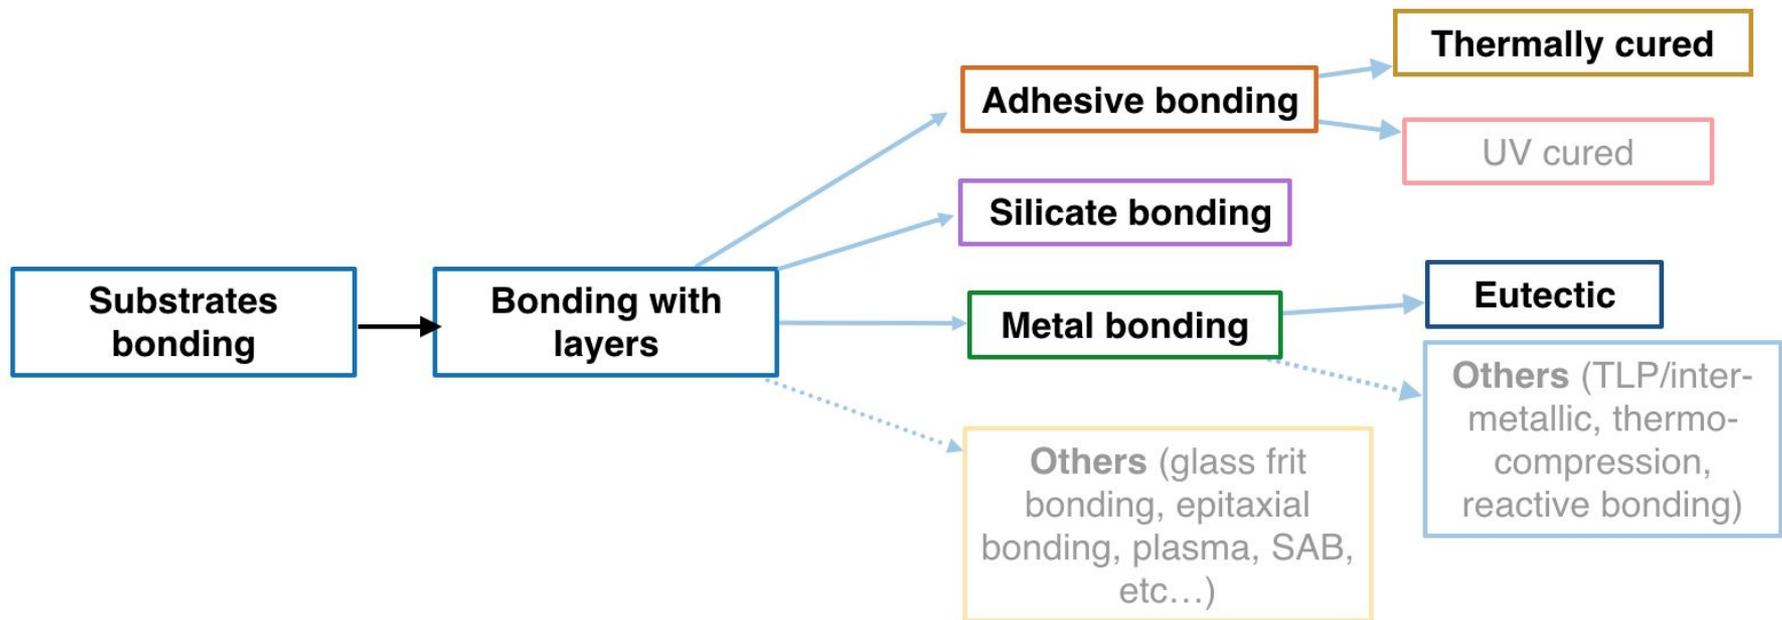 Substrates
bonding
Bonding with
layers
Adhesive bonding
Thermally cured
UV cured
Silicate bonding
Metal bonding
Eutectic
Others (TLP/inter-
metallic, thermo-
compression,
reactive bonding)
Others (glass frit
bonding, epitaxial
bonding, plasma, SAB,
etc…)